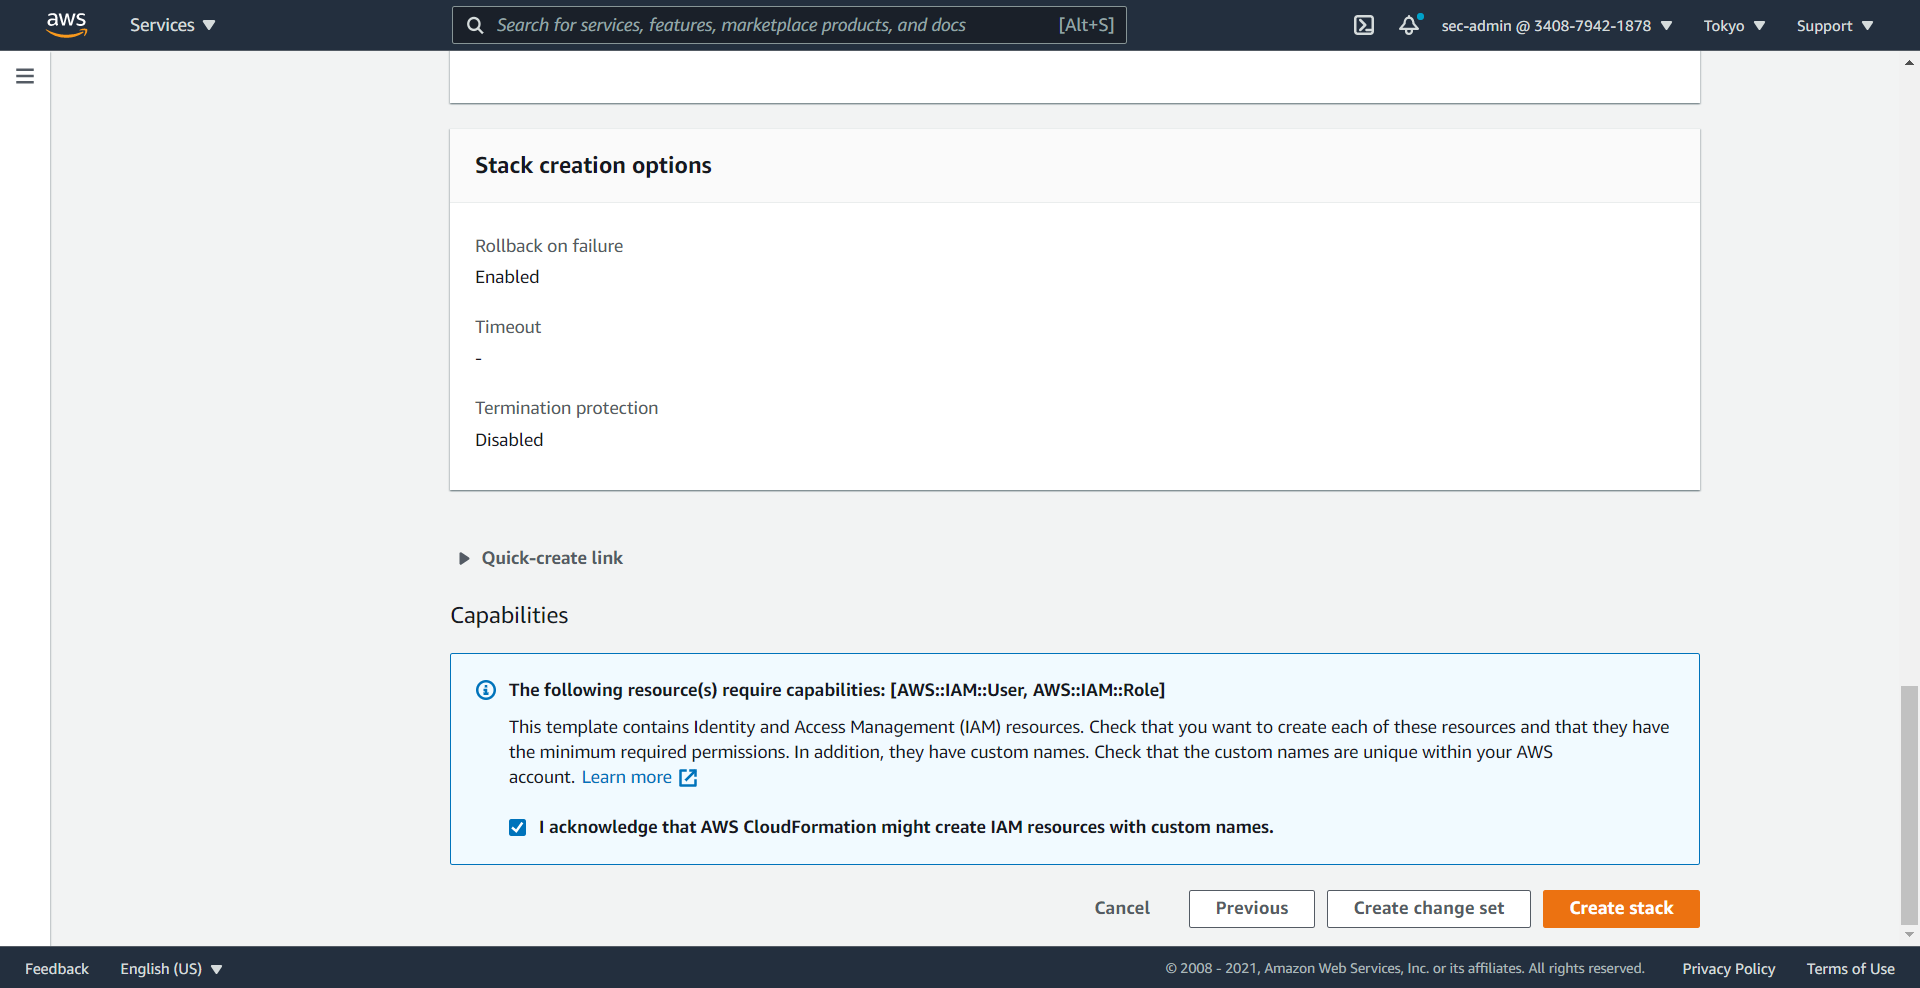 aws
Services
Search for services, features, marketplace products, and docs [Alt+S]
sec-admin @ 3408-7942-1878
Tokyo
Support
Stack creation options
Rollback on failure
Enabled
Timeout
-
Termination protection
Disabled
Quick-create link
Capabilities
The following resource(s) require capabilities: [AWS::IAM::User, AWS::IAM::Role]
This template contains Identity and Access Management (IAM) resources. Check that you want to create each of these resources and that they have
the minimum required permissions. In addition, they have custom names. Check that the custom names are unique within your AWS
account. Learn more
I acknowledge that AWS CloudFormation might create IAM resources with custom names.
Cancel
Previous
Create change set
Create stack
Feedback
English (US)
© 2008 - 2021, Amazon Web Services, Inc. or its affiliates. All rights reserved.
Privacy Policy
Terms of Use